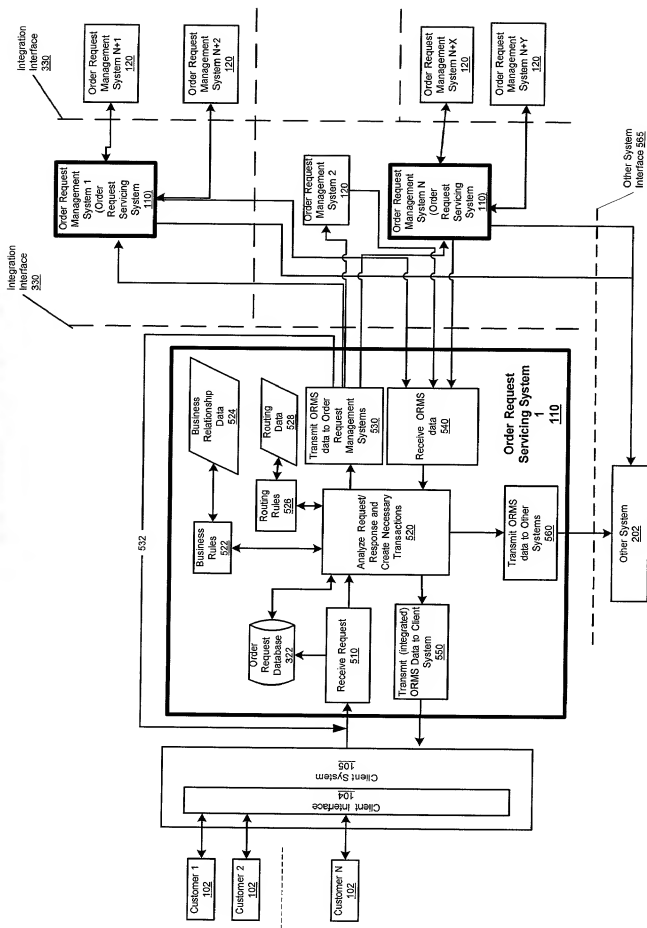 Integration
Interface
330
Order Request
Management
System N+1
120
Order Request
Management
System N+2
120
Order Request
Management
System N+X
120
Order Request
Management
System N+Y
120
Integration
Interface
330
Order Request
Management
System 1
(Order
Request
Servicing
System
110)
Order Request
Management
System 2
120
Order Request
Management
System N
(Order
Request
Servicing
System
110)
Other System
Interface 565
532
Business
Relationship
Data
524
Routing
Data
528
Business
Rules
522
Routing
Rules
526
Transmit ORMS
data to Order
Request
Management
Systems
530
Receive ORMS
data
540
Order Request
Servicing System
1
110
Order
Request
Database
322
Analyze Request/
Response and
Create Necessary
Transactions
520
Receive Request
510
Transmit (integrated)
ORMS Data to Client
System
550
Transmit ORMS
data to Other
Systems
560
Other System
202
Client System
105
Client Interface
104
Customer 1
102
Customer 2
102
Customer N
102